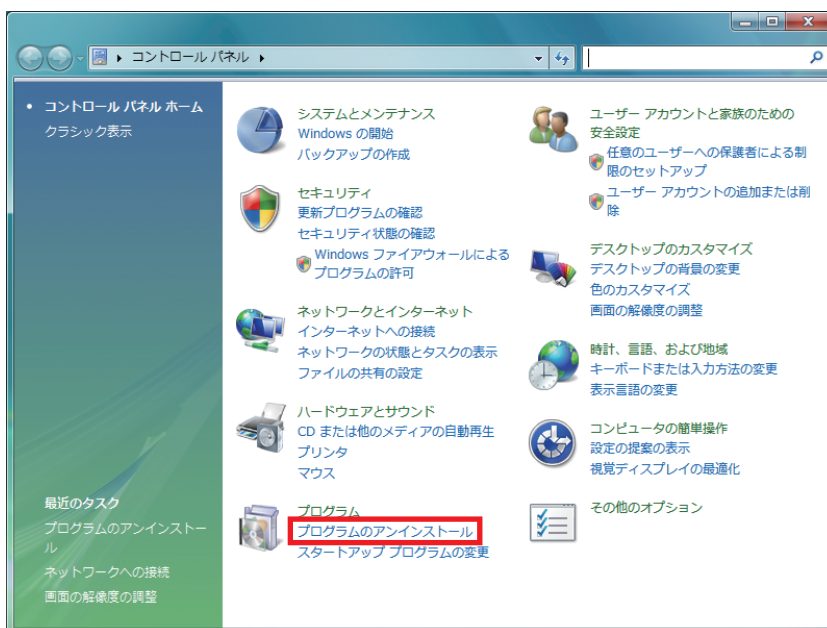 コントロール パネル
コントロール パネル ホーム
クラシック表示
最近のタスク
プログラムのアンインストー
ル
ネットワークへの接続
画面の解像度の調整
システムとメンテナンス
Windows の開始
バックアップの作成
セキュリティ
更新プログラムの確認
セキュリティ状態の確認
Windows ファイアウォールによる
プログラムの許可
ネットワークとインターネット
インターネットへの接続
ネットワークの状態とタスクの表示
ファイルの共有の設定
ハードウェアとサウンド
CD または他のメディアの自動再生
プリンタ
マウス
プログラム
プログラムのアンインストール
スタートアップ プログラムの変更
ユーザー アカウントと家族のための
安全設定
任意のユーザーへの保護者による制
限のセットアップ
ユーザー アカウントの追加または削
除
デスクトップのカスタマイズ
デスクトップの背景の変更
色のカスタマイズ
画面の解像度の調整
時計、言語、および地域
キーボードまたは入力方法の変更
表示言語の変更
コンピュータの簡単操作
設定の提案の表示
視覚ディスプレイの最適化
その他のオプション